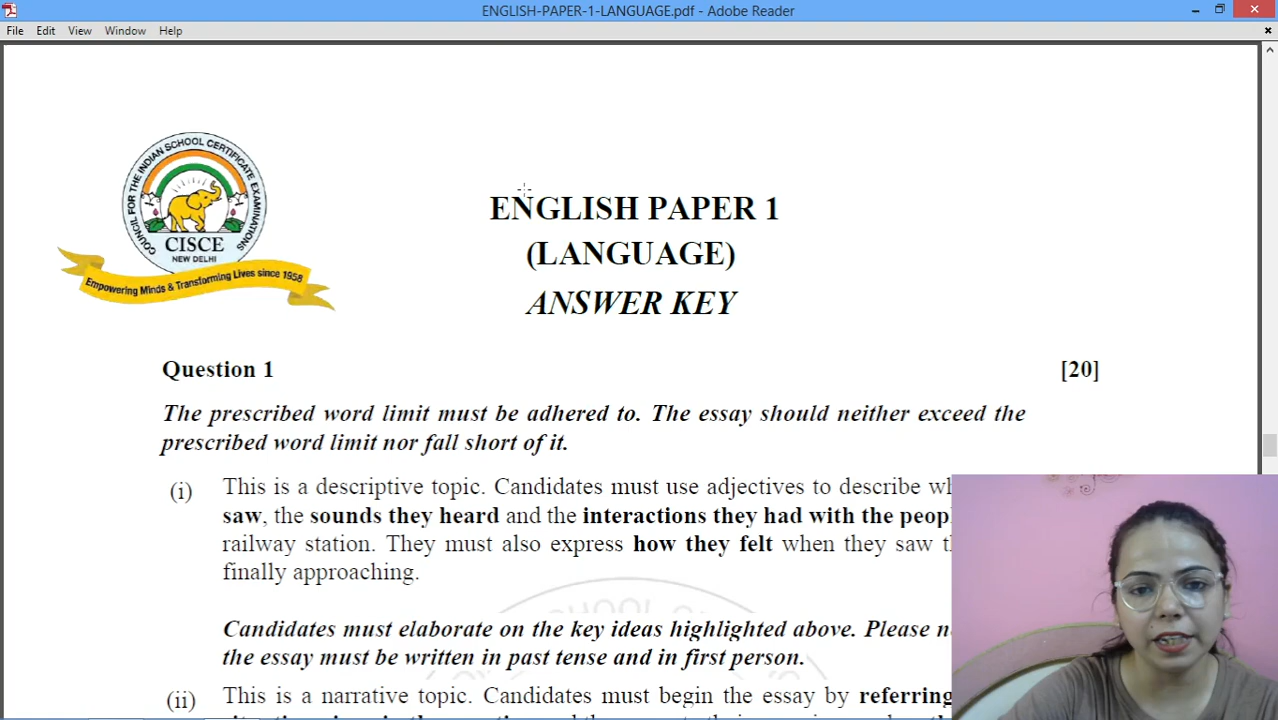 ENGLISH-PAPER-1-LANGUAGE.pdf - Adobe Reader
File Edit View Window Help
COUNCIL FOR THE INDIAN SCHOOL CERTIFICATE EXAMINATIONS
CISCE
NEW DELHI
Empowering Minds & Transforming Lives since 1958
ENGLISH PAPER 1
(LANGUAGE)
ANSWER KEY
Question 1 [20]
The prescribed word limit must be adhered to. The essay should neither exceed the
prescribed word limit nor fall short of it.
(i) This is a descriptive topic. Candidates must use adjectives to describe
saw, the sounds they heard and the interactions they had with the
railway station. They must also express how they felt when they saw
finally approaching.
Candidates must elaborate on the key ideas highlighted above. Please
the essay must be written in past tense and in first person.
(ii) This is a narrative topic. Candidates must begin the essay by referring